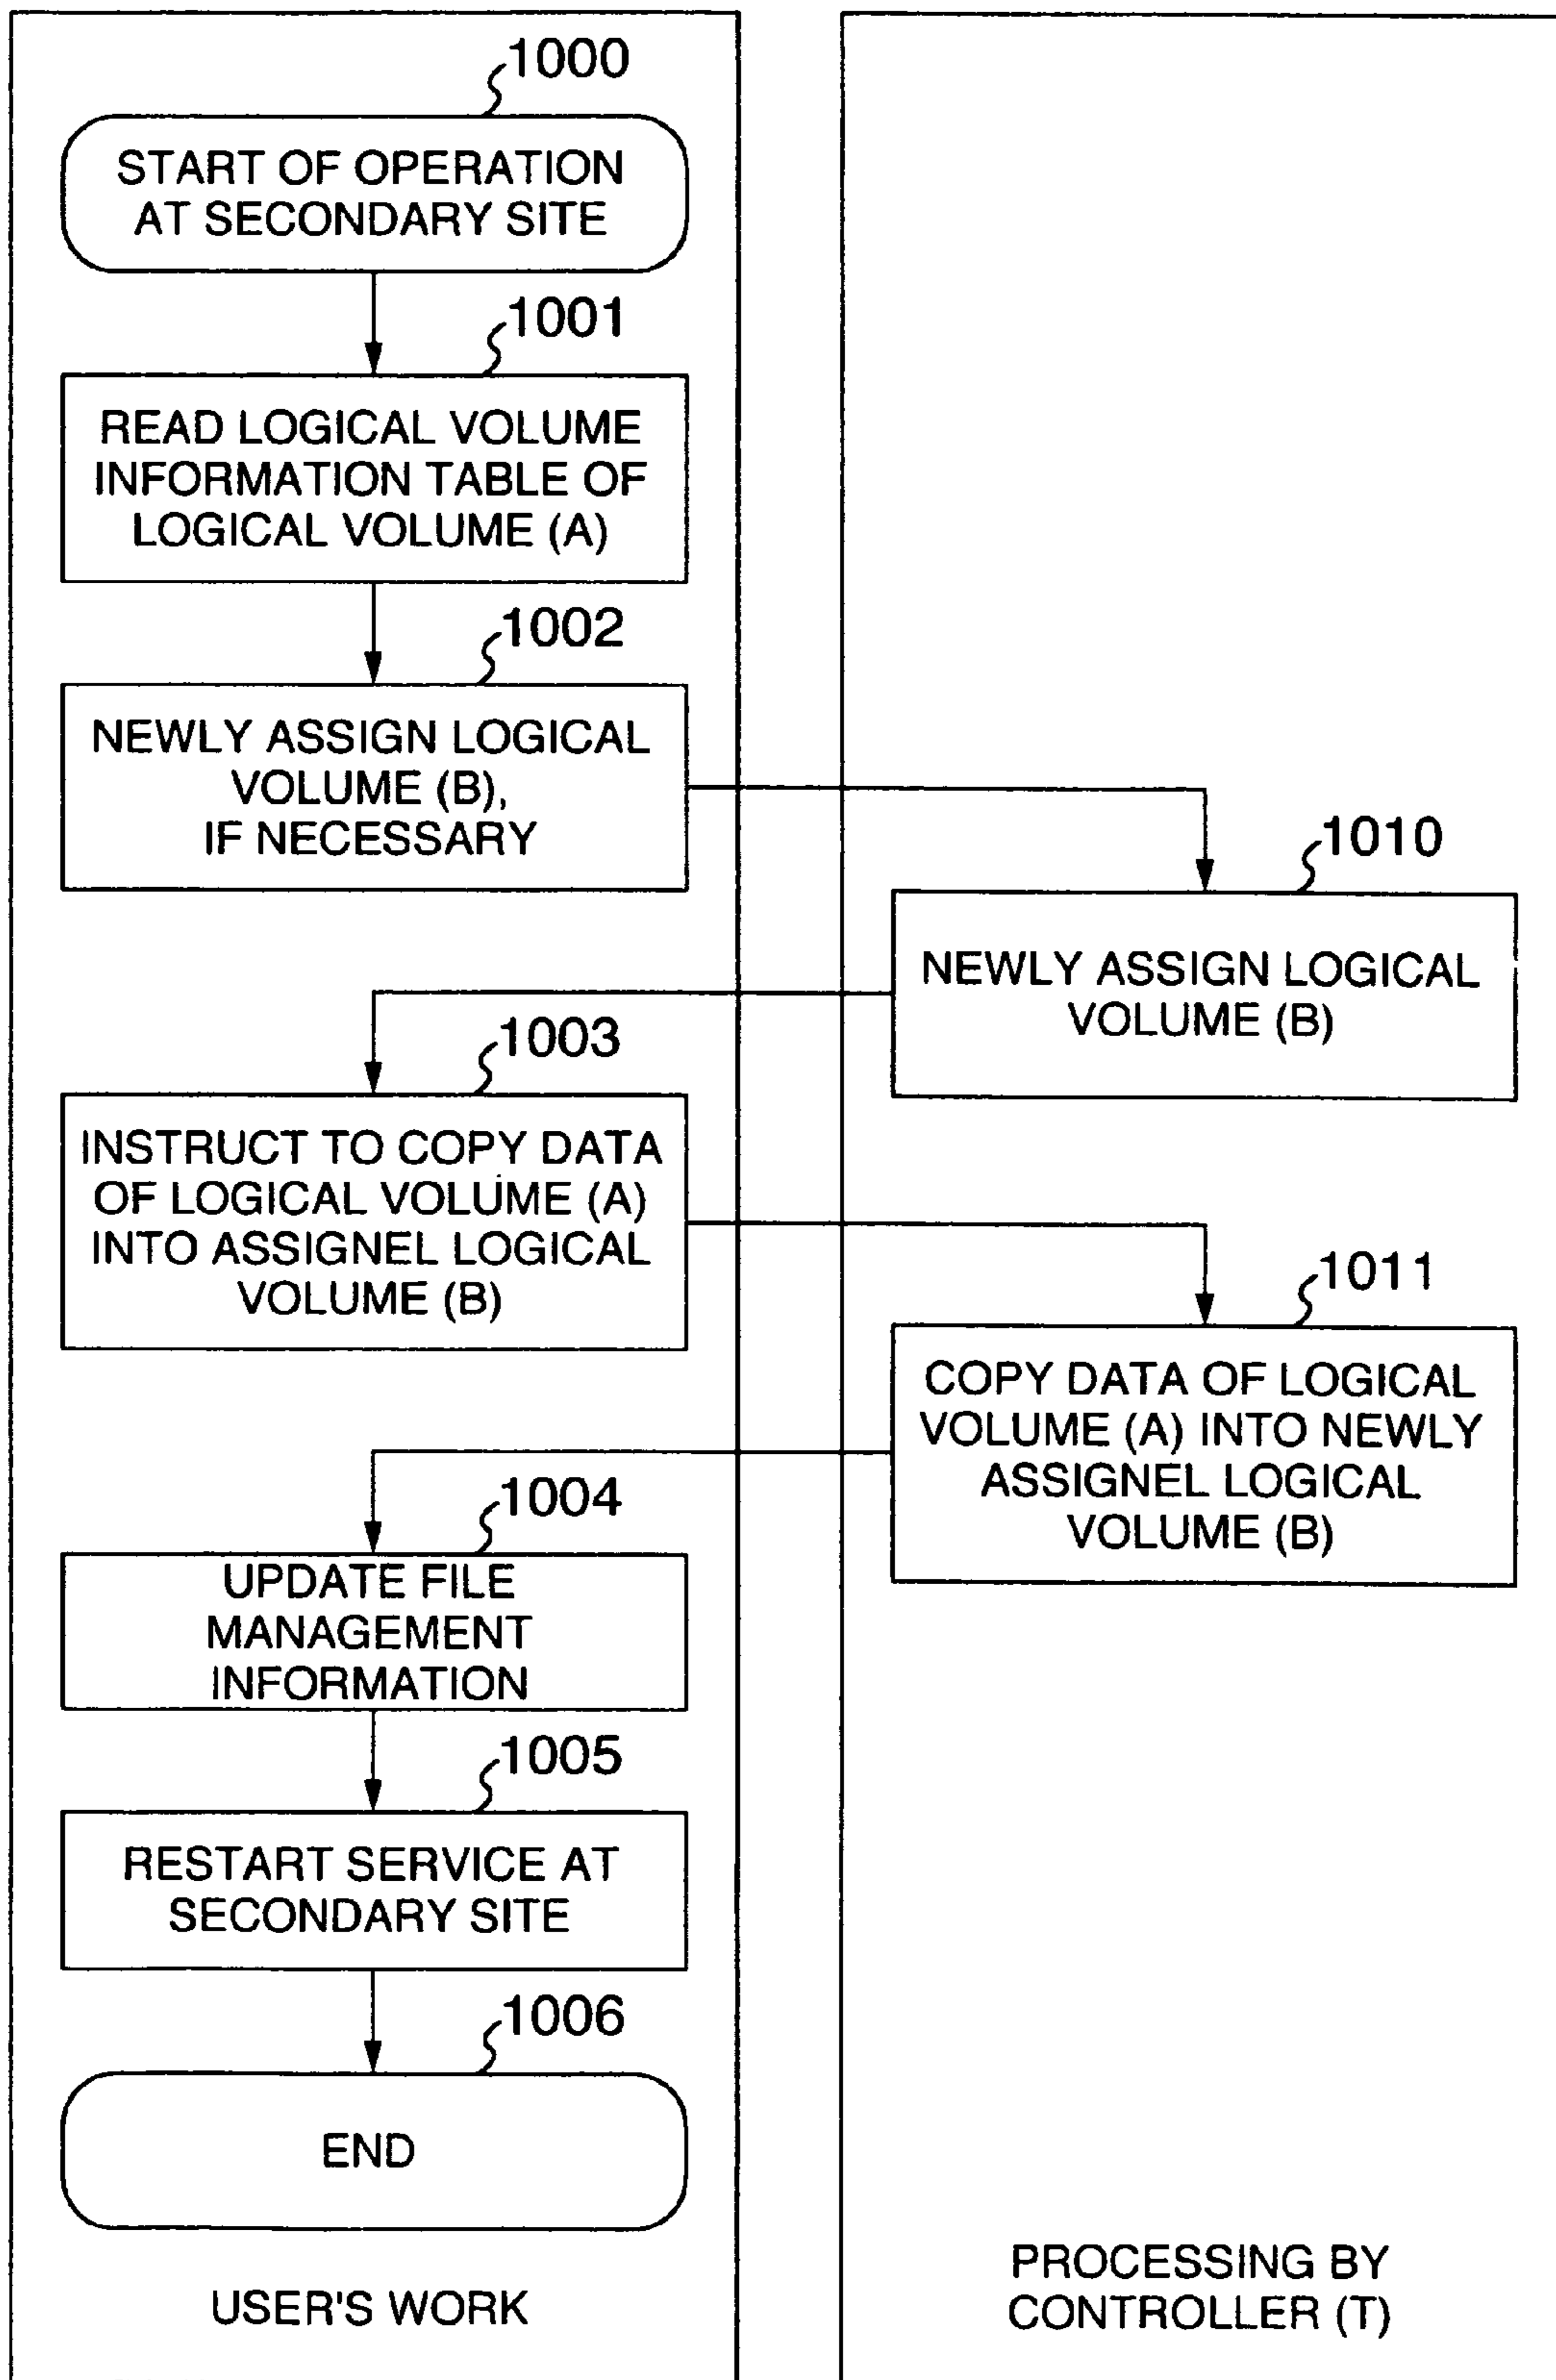 1000
START OF OPERATION
AT SECONDARY SITE
1001
READ LOGICAL VOLUME
INFORMATION TABLE OF
LOGICAL VOLUME (A)
1002
NEWLY ASSIGN LOGICAL
VOLUME (B),
IF NECESSARY
1010
NEWLY ASSIGN LOGICAL
VOLUME (B)
1003
INSTRUCT TO COPY DATA
OF LOGICAL VOLUME (A)
INTO ASSIGNEL LOGICAL
VOLUME (B)
1011
COPY DATA OF LOGICAL
VOLUME (A) INTO NEWLY
ASSIGNEL LOGICAL
VOLUME (B)
1004
UPDATE FILE
MANAGEMENT
INFORMATION
1005
RESTART SERVICE AT
SECONDARY SITE
1006
END
USER'S WORK
PROCESSING BY
CONTROLLER (T)